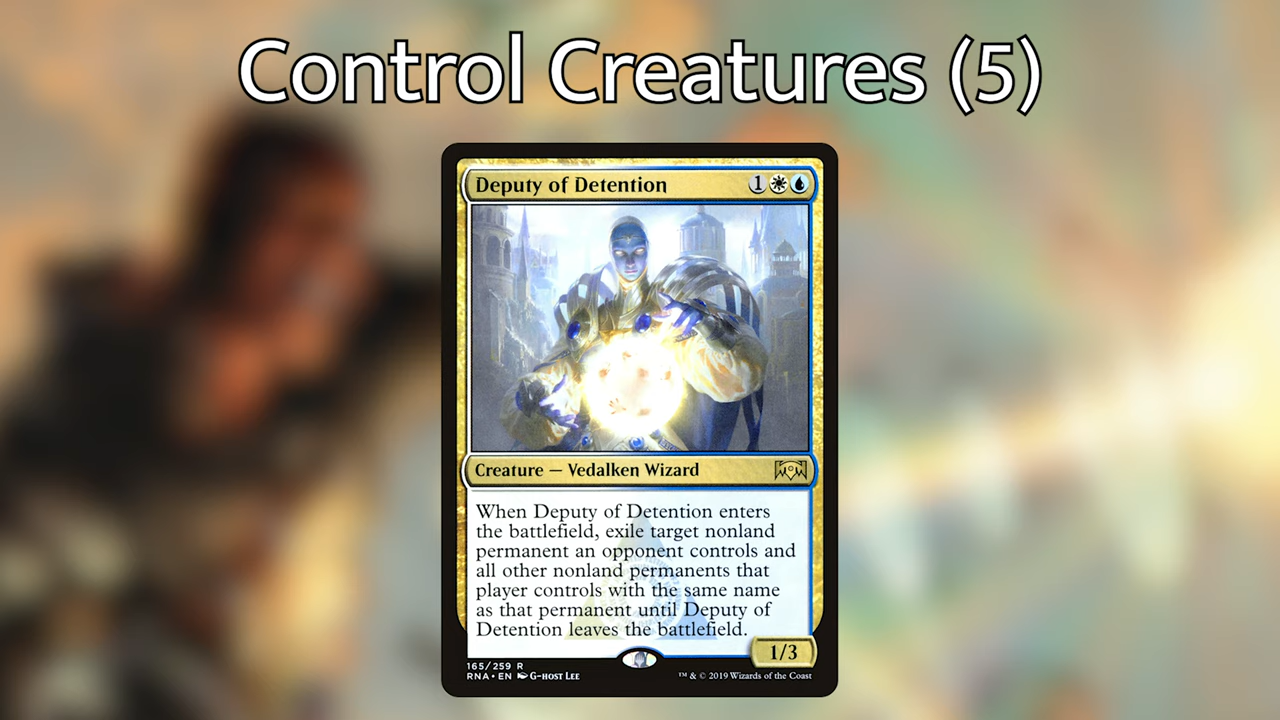 Control Creatures (5)
Deputy of Detention 1
Creature — Vedalken Wizard
When Deputy of Detention enters
the battlefield, exile target nonland
permanent an opponent controls and
all other nonland permanents that
player controls with the same name
as that permanent until Deputy of
Detention leaves the battlefield.
1/3
165/259 R
RNA • EN G-host Lee
™ & © 2019 Wizards of the Coast